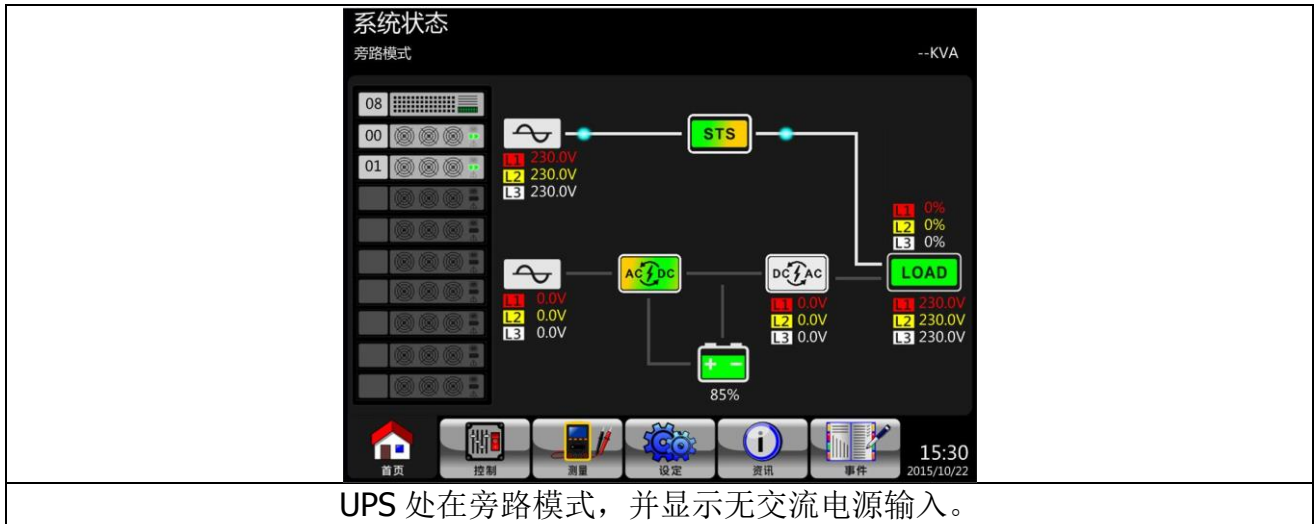 系统状态
旁路模式
--KVA
08
00
01
STS
L1 230.0V
L2 230.0V
L3 230.0V
L1 0%
L2 0%
L3 0%
AC DC
DC AC
LOAD
L1 0.0V
L2 0.0V
L3 0.0V
L1 0.0V
L2 0.0V
L3 0.0V
L1 230.0V
L2 230.0V
L3 230.0V
+ -
85%
首页
控制
测量
设定
i
资讯
事件
15:30
2015/10/22
UPS 处在旁路模式，并显示无交流电源输入。